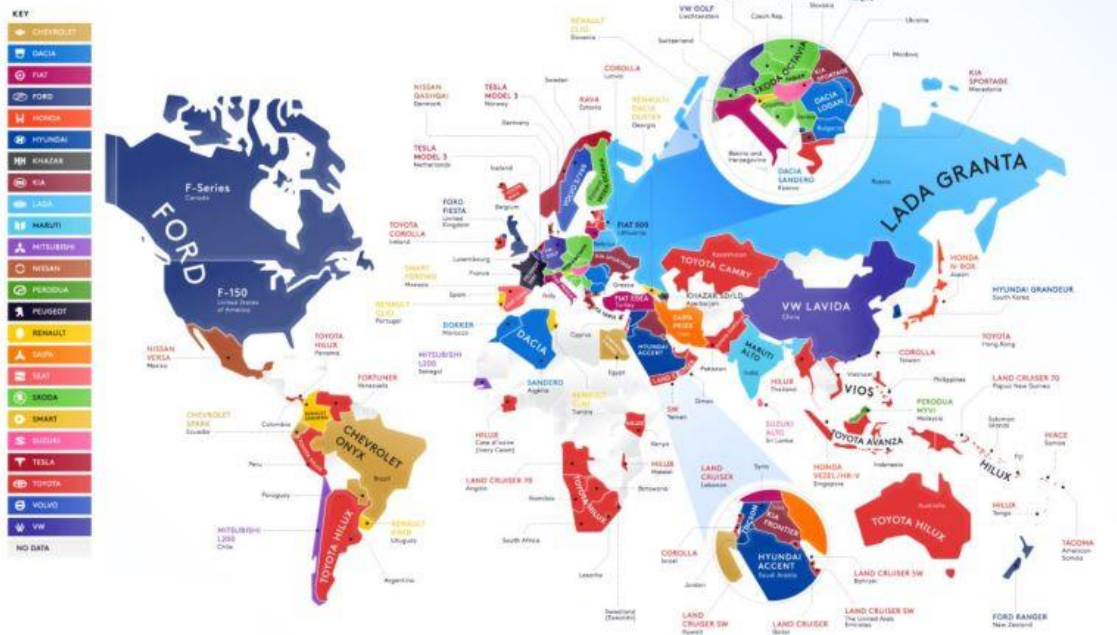 KEY
CHEVROLET
DACIA
FIAT
FORD
HONDA
HYUNDAI
KHAZAR
KIA
LADA
MARUTI
MITSUBISHI
NISSAN
PERODUA
PEUGEOT
RENAULT
SAIPA
SEAT
SKODA
SMART
SUZUKI
TESLA
TOYOTA
VOLVO
VW
NO DATA
F-Series
Canada
FORD
F-150
United States
of America
NISSAN
VERSA
Mexico
TOYOTA
HILUX
Panama
FORTUNER
Venezuela
CHEVROLET
SPARK
Ecuador
Colombia
CHEVROLET
ONYX
Brazil
Peru
Paguguay
MITSUBISHI
L200
Chile
TOYOTA HILUX
RENAULT
KWID
Uruguay
Argentina
NISSAN
QASHQAI
Denmark
TESLA
MODEL 3
Norway
Sweden
Germany
TESLA
MODEL 3
Netherlands
Iceland
Belgium
FORD
FIESTA
United
Kingdom
TOYOTA
COROLLA
Ireland
Luxembourg
France
Monaco
Spain
RENAULT
CLIO
Portugal
Italy
RAV4
Estonia
COROLLA
Latvia
RENAULT
CLIO
Slovenia
RENAULT/
DACIA
DUSTER
Georgia
FIAT 500
Lithuania
Belarus
VW GOLF
Liechtenstein
Switzerland
Czech Rep.
Slovakia
Ukraine
Moldova
SKODA OCTAVIA
KIA
SPORTAGE
DACIA
LOGAN
Bulgaria
KIA
SPORTAGE
Macedonia
Bosnia and
Herzegovina
DACIA
SANDERO
Kosovo
Russia
LADA GRANTA
Kazakhstan
TOYOTA CAMRY
Greece
FIAT EGEA
Turkey
Azerbaijan
SAIPA
PRIDE
VW LAVIDA
China
HONDA
N-BOX
Japan
HYUNDAI GRANDEUR
South Korea
TOYOTA
Hong Kong
COROLLA
Taiwan
DOKKER
Morocco
DACIA
SANDERO
Algeria
Cyprus
Egypt
RENAULT
CLIO
Tunisia
MITSUBISHI
L200
Senegal
HYUNDAI
ACCENT
LAND
Pakistan
Oman
SW
Yemen
MARUTI
ALTO
India
HILUX
Thailand
Vietnam
VIOS
Philippines
PERODUA
MYVI
Malaysia
LAND CRUISER 70
Papua New Guinea
SUZUKI
ALTO
Sri Lanka
TOYOTA AVANZA
Indonesia
HONDA
VEZEL/HR-V
Singapore
Solomon
Islands
Fiji
HILUX
HIACE
Samoa
HILUX
Tonga
TACOMA
American
Samoa
TOYOTA HILUX
Australia
FORD RANGER
New Zealand
HILUX
Cote d'Ivoire
(Ivory Coast)
LAND CRUISER 70
Angola
Namibia
TOYOTA HILUX
South Africa
Lesotho
Swaziland
(Eswatini)
Botswana
HILUX
Malawi
Kenya
LAND
CRUISER
Lebanon
Syria
TUCSON
KIA
FRONTIER
HYUNDAI
ACCENT
Saudi Arabia
COROLLA
Israel
Jordan
LAND
CRUISER SW
Kuwait
LAND CRUISER
Qatar
LAND CRUISER SW
Bahrain
LAND CRUISER SW
The United Arab
Emirates